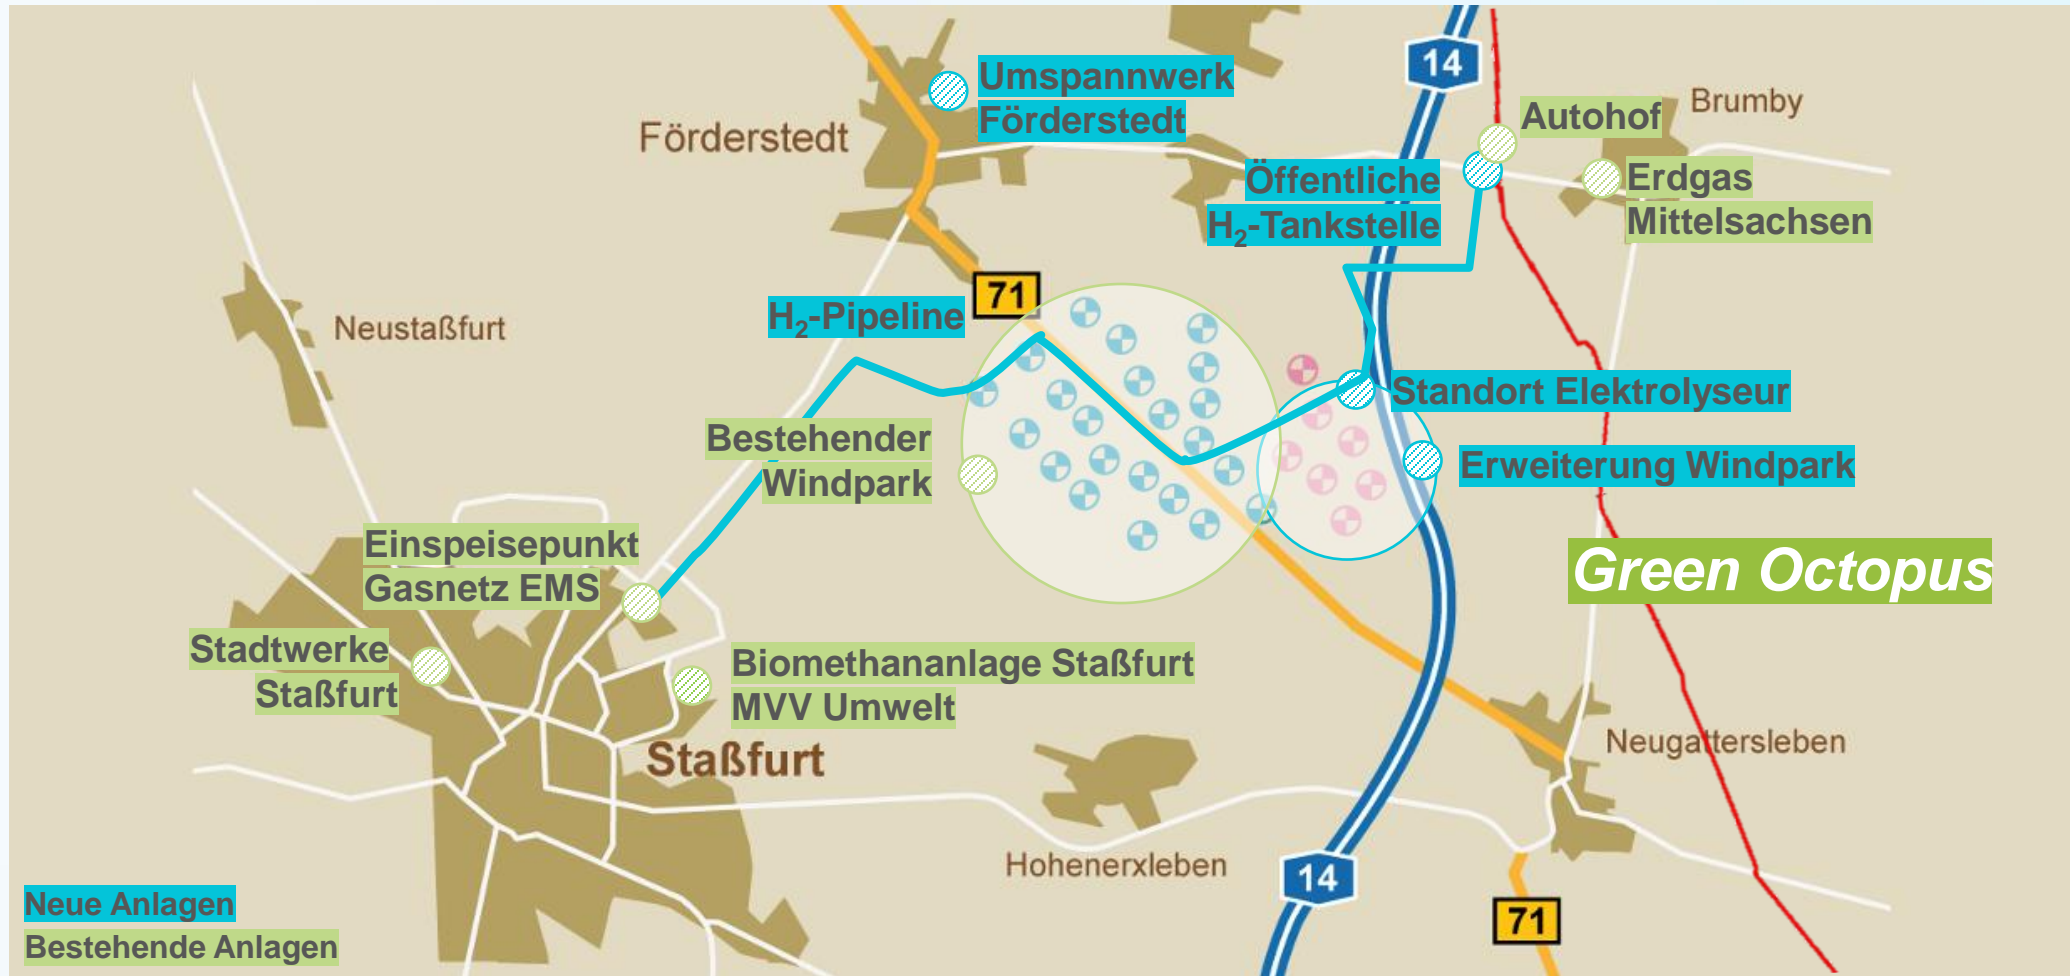 14
Umspannwerk
Förderstedt
Brumby
Autohof
Förderstedt
Öffentliche
H₂-Tankstelle
Erdgas
Mittelsachsen
71
H₂-Pipeline
Neustaßfurt
Standort Elektrolyseur
Bestehender
Windpark
Erweiterung Windpark
Einspeisepunkt
Gasnetz EMS
Green Octopus
Stadtwerke
Staßfurt
Biomethananlage Staßfurt
MVV Umwelt
Staßfurt
Neugattersleben
Hohenerxleben
14
71
Neue Anlagen
Bestehende Anlagen